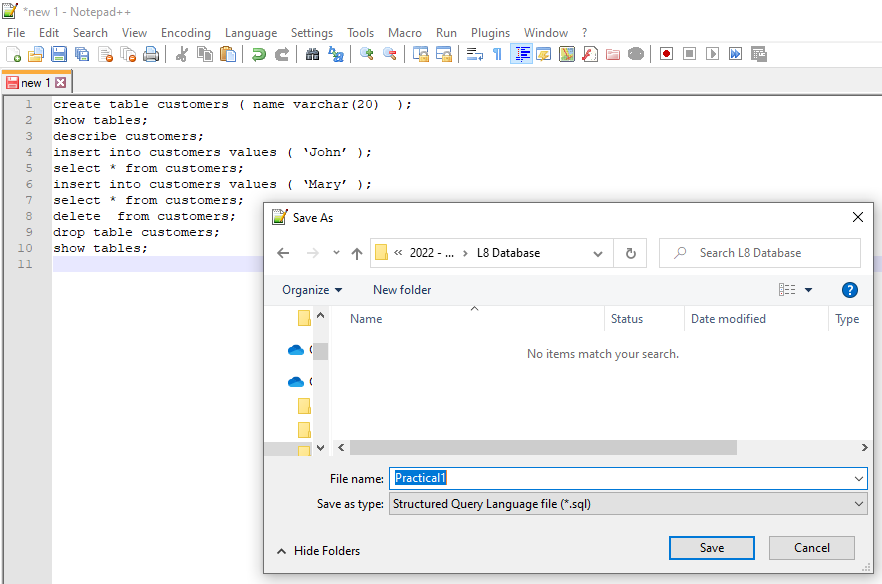 *new 1 - Notepad++
File Edit Search View Encoding Language Settings Tools Macro Run Plugins Window ?
new 1
1 create table customers ( name varchar(20)  );
2 show tables;
3 describe customers;
4 insert into customers values ( ‘John’ );
5 select * from customers;
6 insert into customers values ( ‘Mary’ );
7 select * from customers;
8 delete  from customers;
9 drop table customers;
10 show tables;
11
Save As
« 2022 - ... › L8 Database
Search L8 Database
Organize New folder
?
Name Status Date modified Type
No items match your search.
File name: Practical1
Save as type: Structured Query Language file (*.sql)
Hide Folders Save Cancel